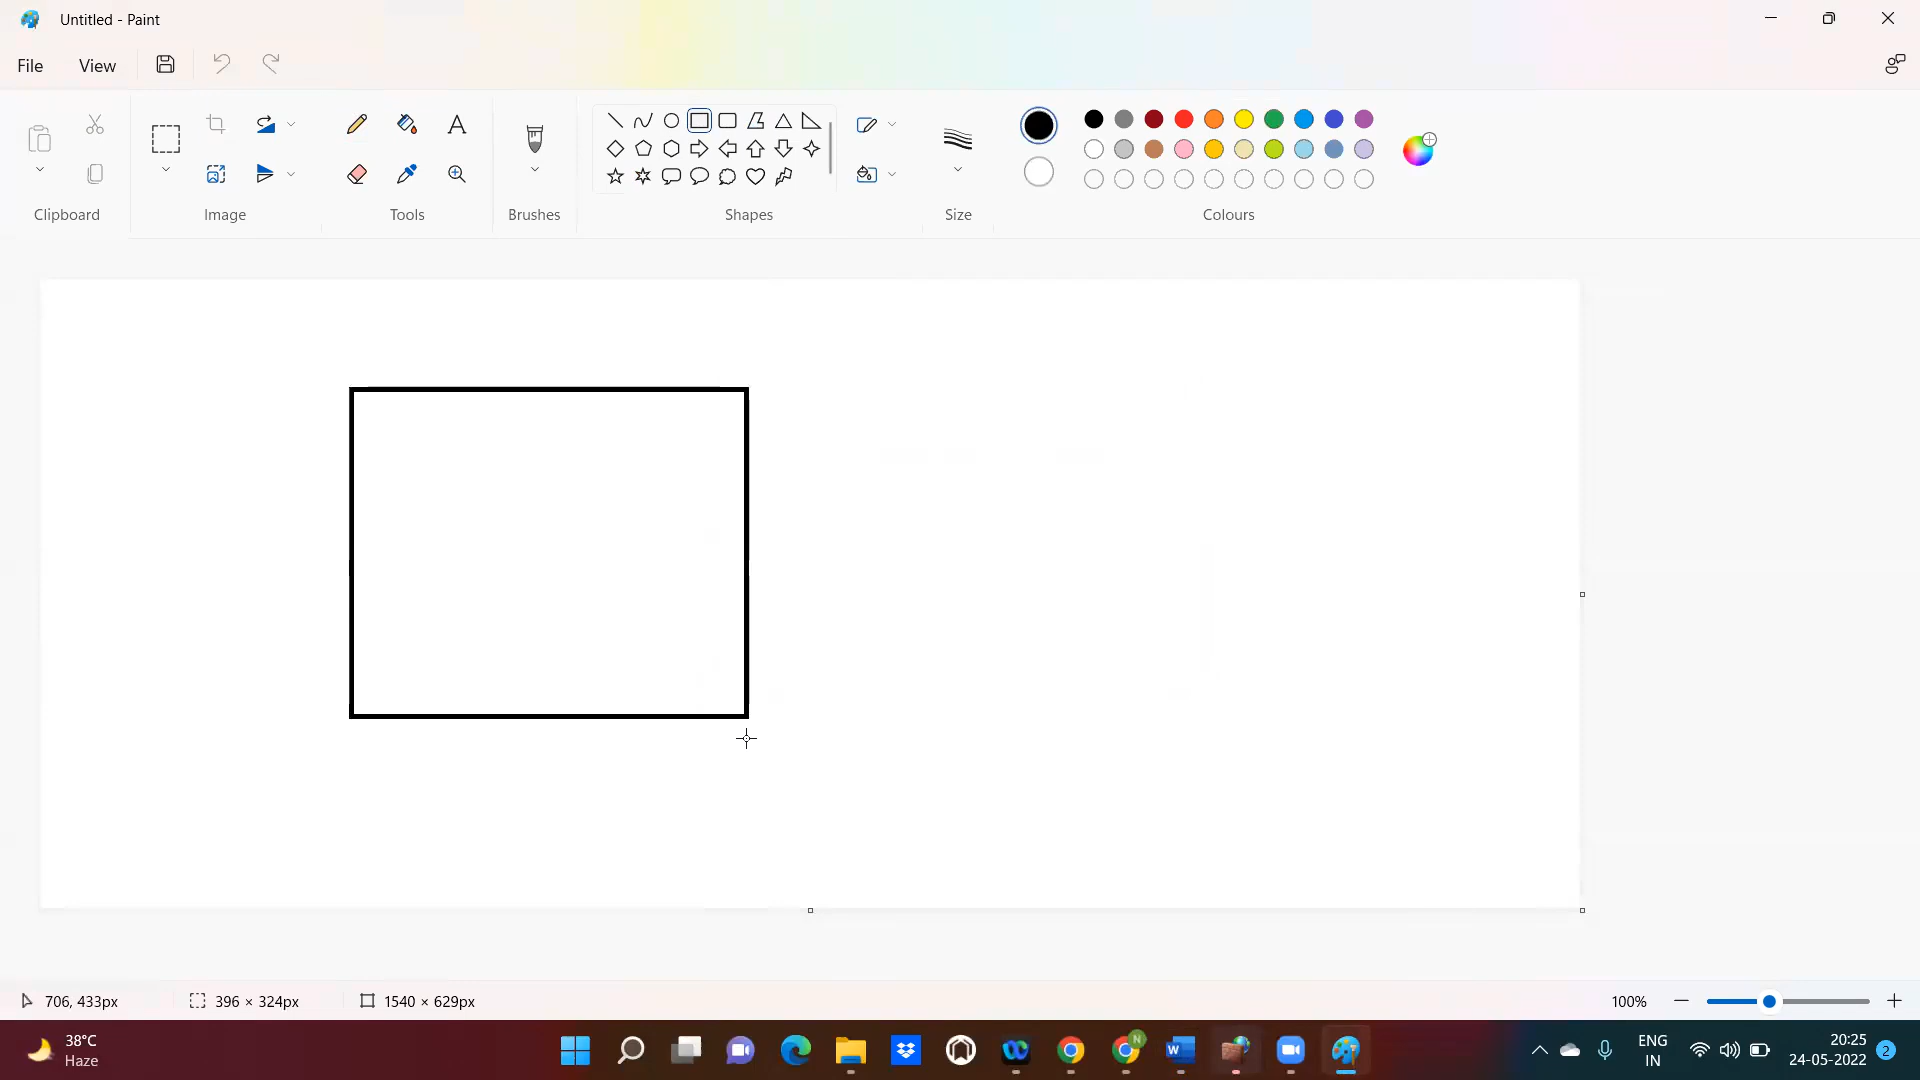 Untitled - Paint
File View
Clipboard Image Tools Brushes Shapes Size Colours
706, 433px 396 × 324px 1540 × 629px 100%
38°C
Haze
N
W
ENG
IN
20:25
24-05-2022
2